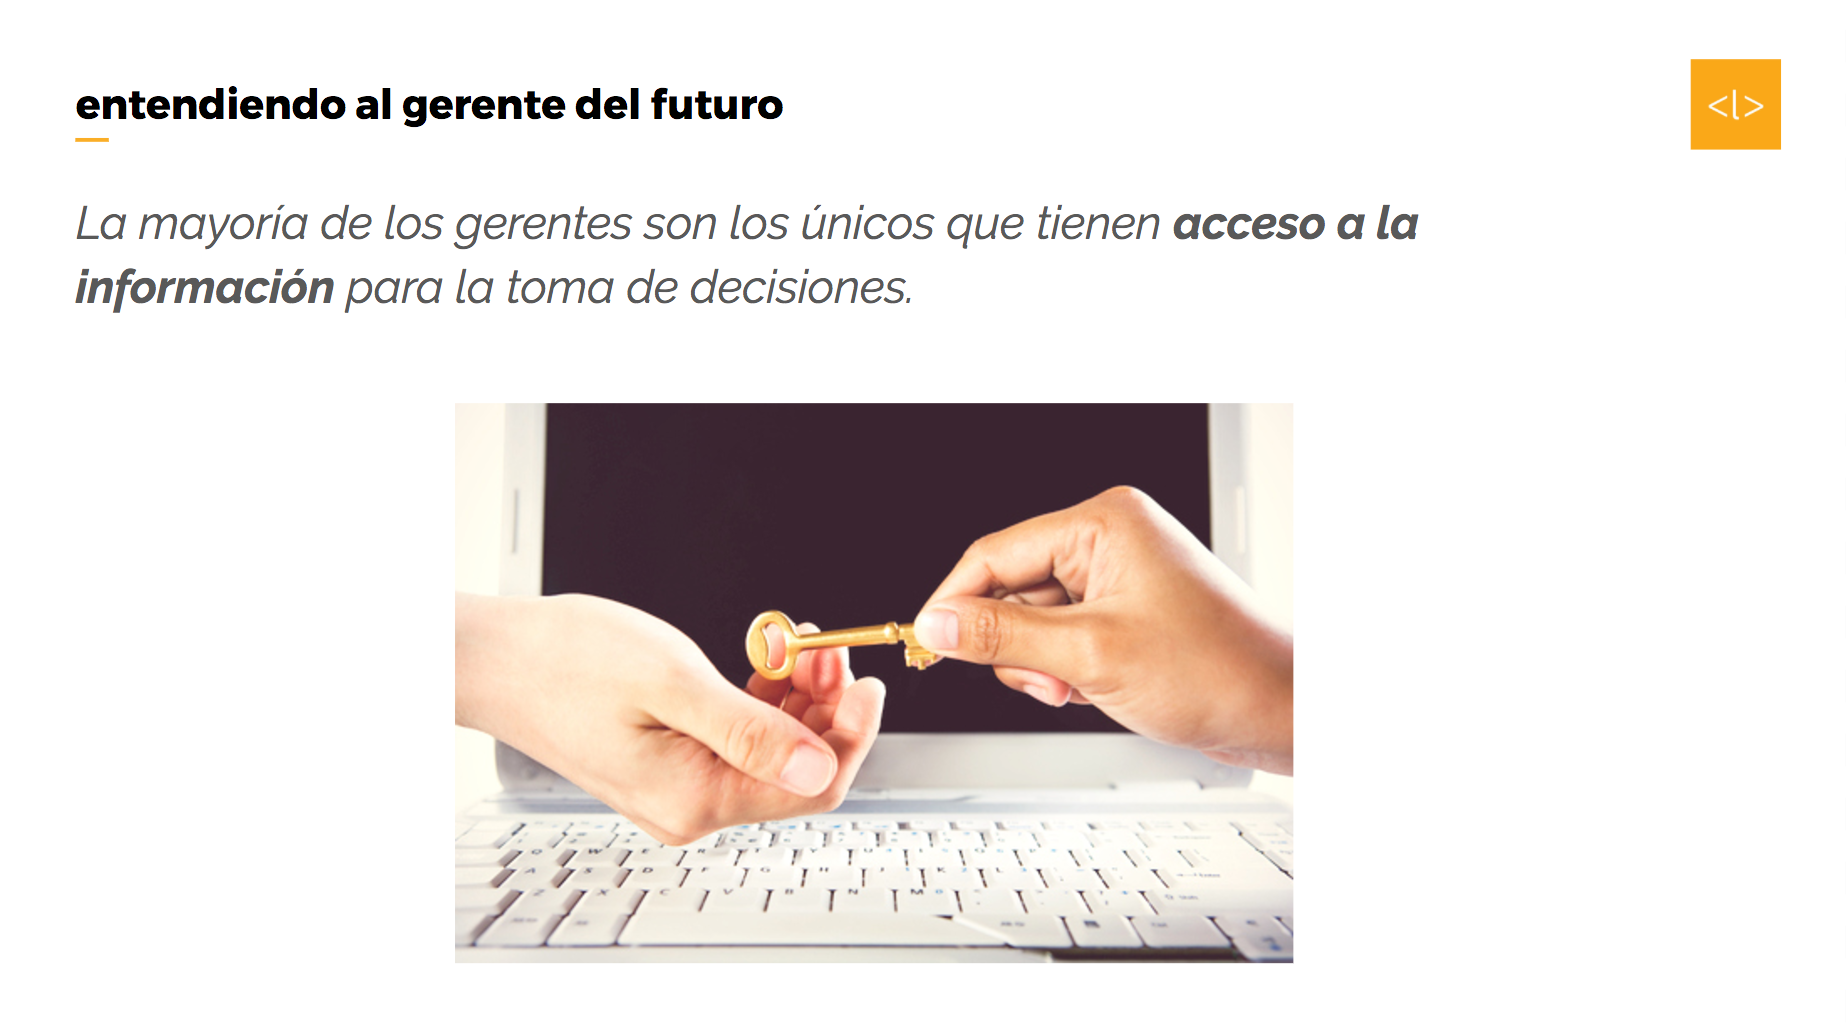 entendiendo al gerente del futuro
<l>
La mayoría de los gerentes son los únicos que tienen acceso a la
información para la toma de decisiones.
Q W E R T Y U I O P
A S D F G H J K L
Z X C V B N M